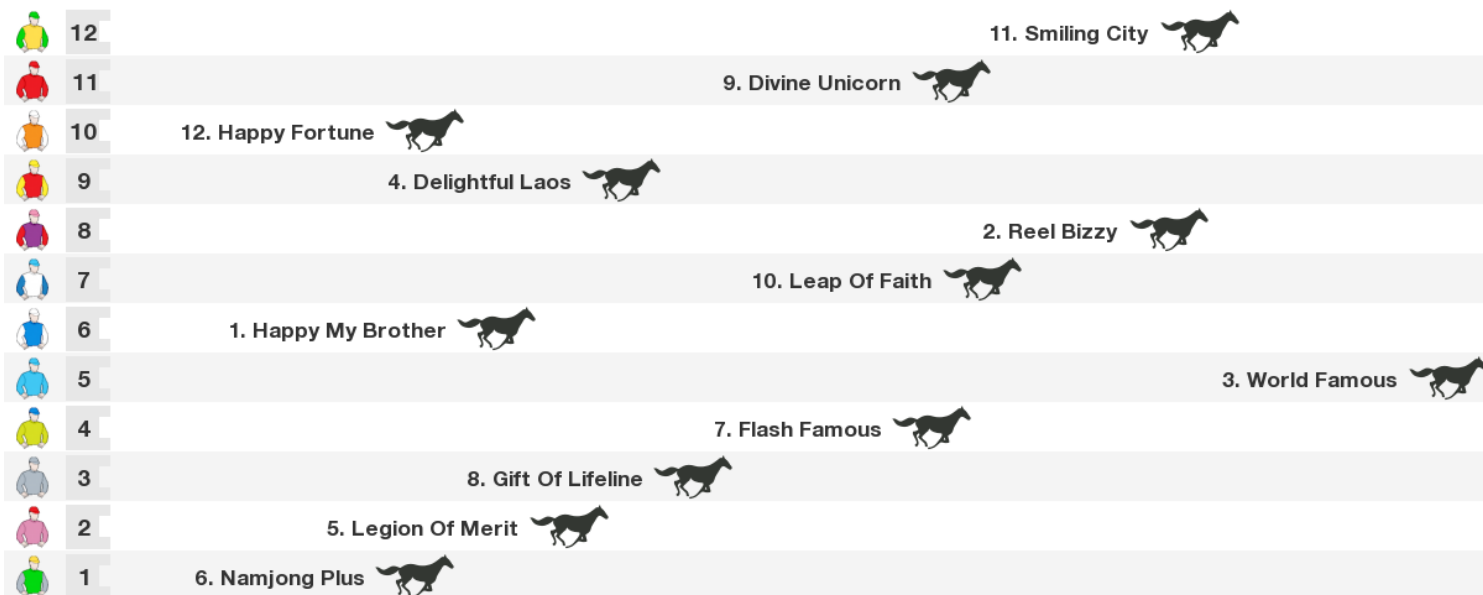 12 11. Smiling City
11 9. Divine Unicorn
10 12. Happy Fortune
9 4. Delightful Laos
8 2. Reel Bizzy
7 10. Leap Of Faith
6 1. Happy My Brother
5 3. World Famous
4 7. Flash Famous
3 8. Gift Of Lifeline
2 5. Legion Of Merit
1 6. Namjong Plus